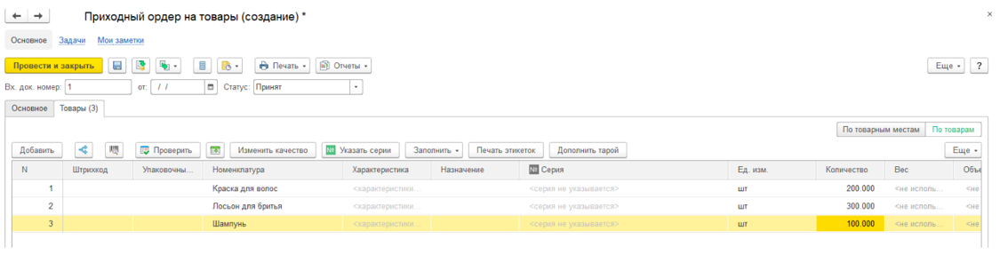 Приходный ордер на товары (создание) *
Основное Задачи Мои заметки
Провести и закрыть Печать Отчеты Еще ?
Вх. док. номер: 1 от: / / Статус: Принят
Основное Товары (3)
По товарным местам По товарам
Добавить Проверить Изменить качество № Указать серии Заполнить Печать этикеток Дополнить тарой Еще
N Штрихкод Упаковочны... Номенклатура Характеристика Назначение № Серия Ед. изм. Количество Вес Объе
1 Краска для волос <характеристики... <серия не указывается> шт 200.000 <не исполь... <не
2 Лосьон для бритья <характеристики... <серия не указывается> шт 300.000 <не исполь... <не
3 Шампунь <характеристики... <серия не указывается> шт 100.000 <не исполь... <не